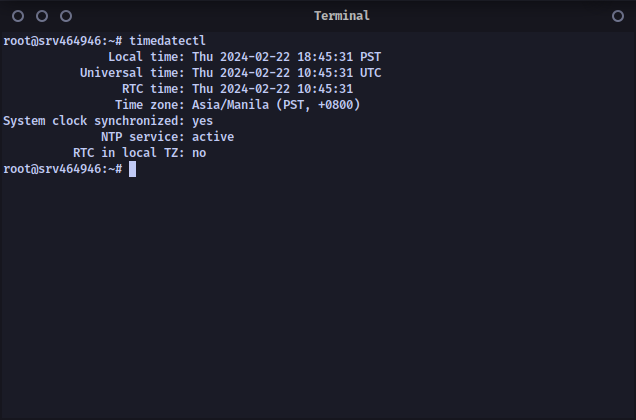 Terminal
root@srv464946:~# timedatectl
Local time: Thu 2024-02-22 18:45:31 PST
Universal time: Thu 2024-02-22 10:45:31 UTC
RTC time: Thu 2024-02-22 10:45:31
Time zone: Asia/Manila (PST, +0800)
System clock synchronized: yes
NTP service: active
RTC in local TZ: no
root@srv464946:~#